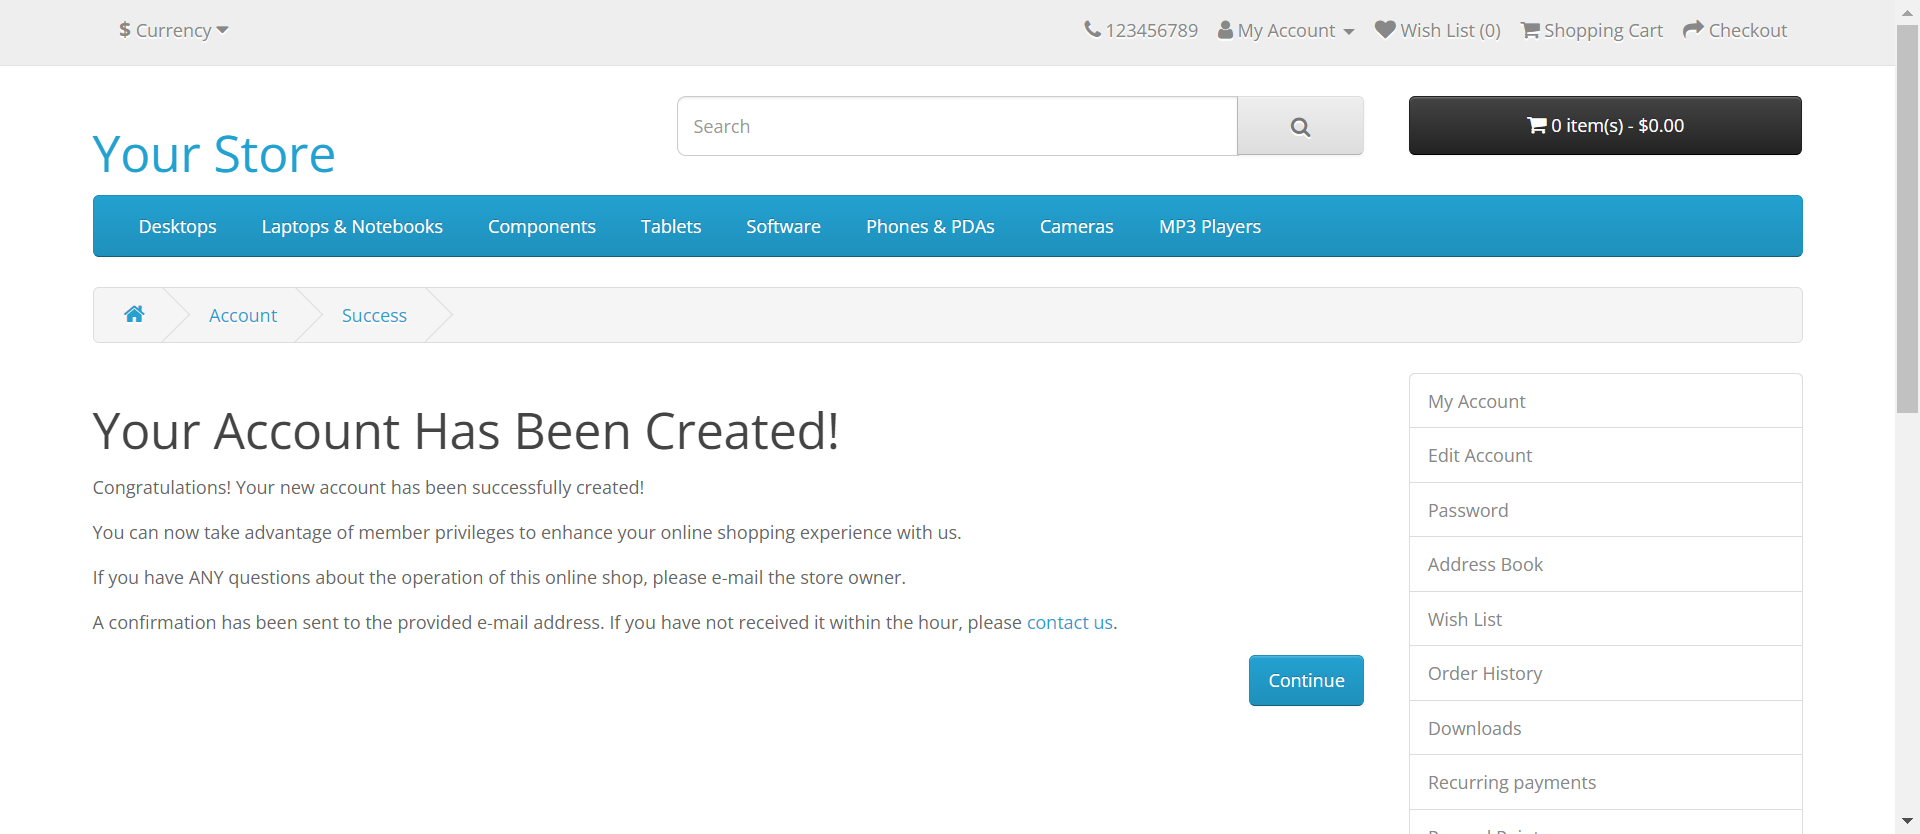 $ Currency
123456789 My Account Wish List (0) Shopping Cart Checkout
Search
0 item(s) - $0.00
Your Store
Desktops Laptops & Notebooks Components Tablets Software Phones & PDAs Cameras MP3 Players
Account Success
Your Account Has Been Created!
Congratulations! Your new account has been successfully created!
You can now take advantage of member privileges to enhance your online shopping experience with us.
If you have ANY questions about the operation of this online shop, please e-mail the store owner.
A confirmation has been sent to the provided e-mail address. If you have not received it within the hour, please contact us.
Continue
My Account
Edit Account
Password
Address Book
Wish List
Order History
Downloads
Recurring payments